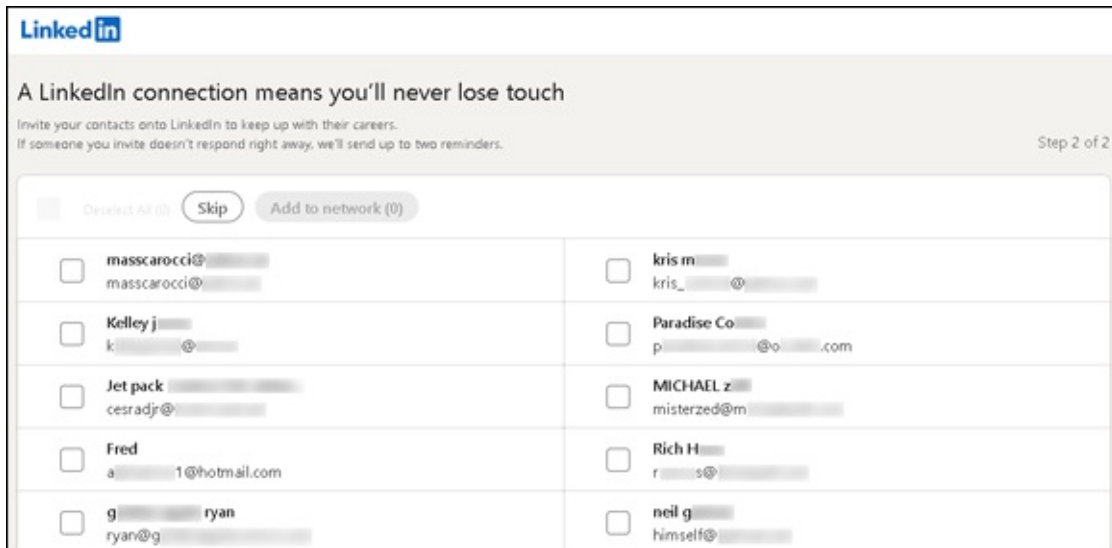 Linked in
A LinkedIn connection means you'll never lose touch
Invite your contacts onto LinkedIn to keep up with their careers.
If someone you invite doesn't respond right away, we'll send up to two reminders.
Step 2 of 2
Deselect All (0) Skip Add to network (0)
masscarocci@
masscarocci@
kris m
kris_ @
Kelley j
k @
Paradise Co
p @o .com
Jet pack
cesradjr@
MICHAEL z
misterzed@m
Fred
a 1@hotmail.com
Rich H
r s@
g ryan
ryan@g
neil g
himself@